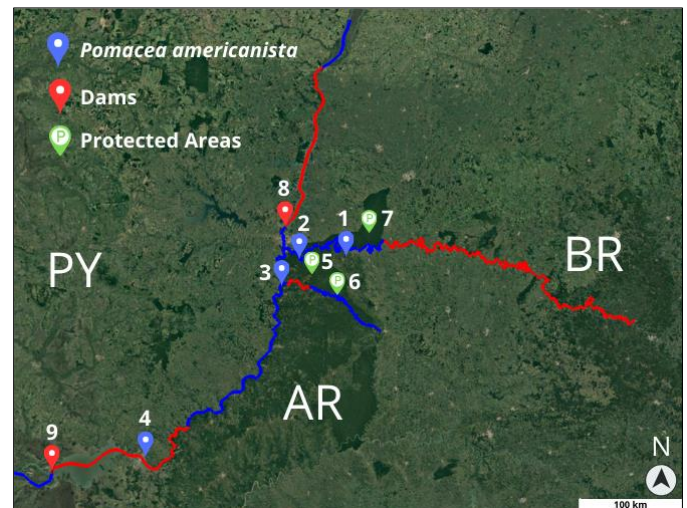 Pomacea americanista
Dams
P Protected Areas
8
2
1
7
3
P 5
P 6
PY
BR
AR
4
9
N
100 km
P